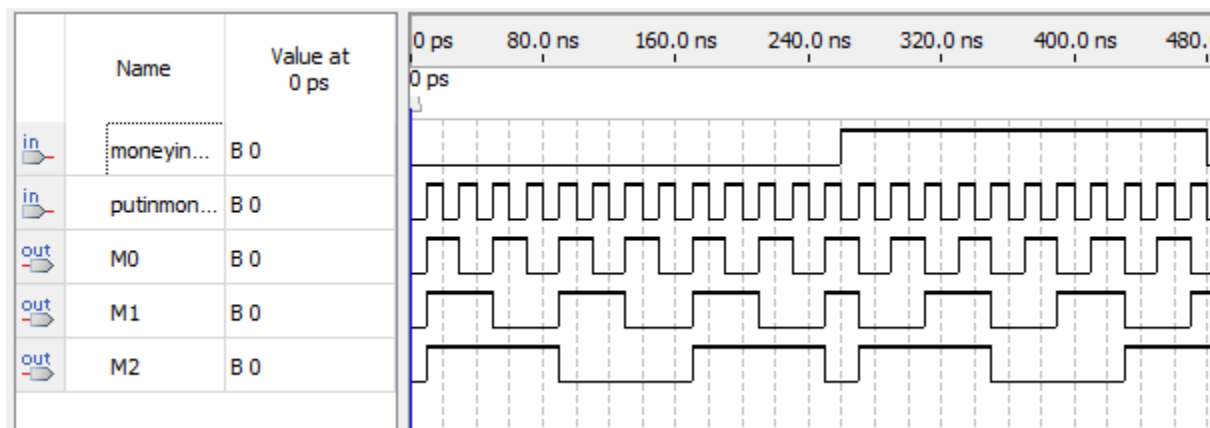 Name
Value at
0 ps
0 ps 80.0 ns 160.0 ns 240.0 ns 320.0 ns 400.0 ns 480.
0 ps
in moneyin... B 0
in putinmon... B 0
out M0 B 0
out M1 B 0
out M2 B 0